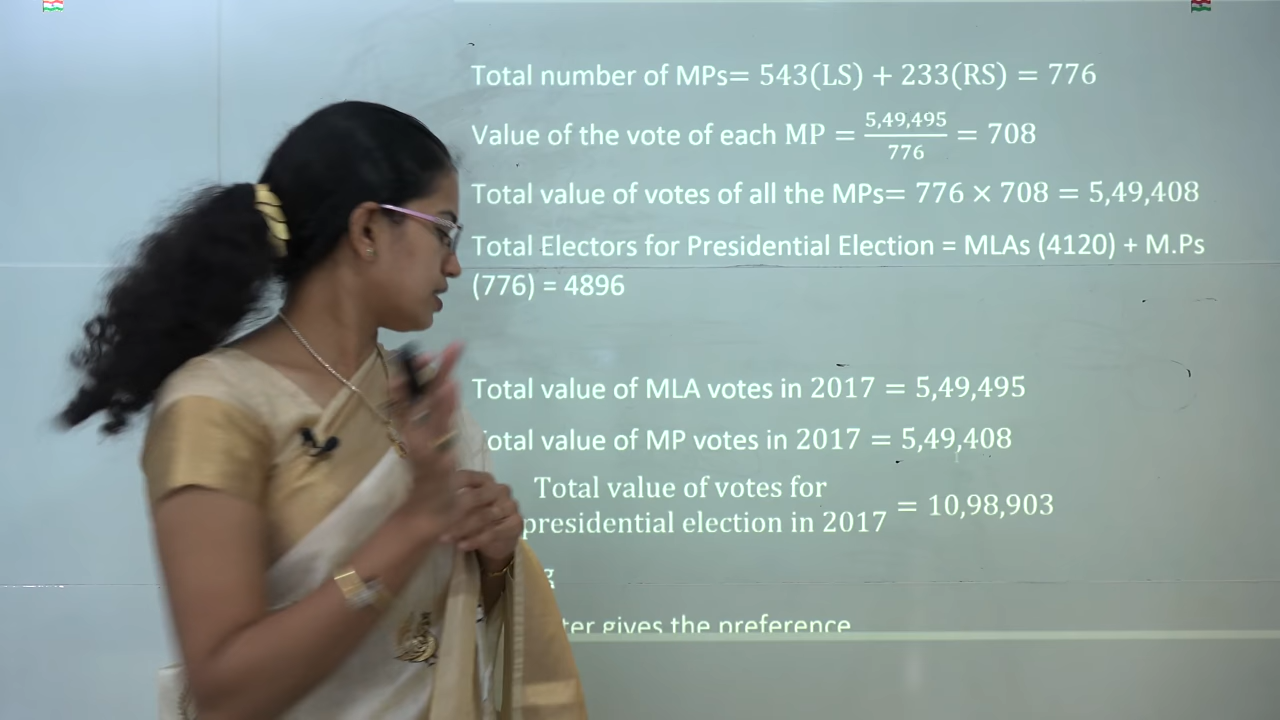 Total number of MPs= 543(LS) + 233(RS) = 776
Value of the vote of each MP = 5,49,495 / 776 = 708
Total value of votes of all the MPs= 776 × 708 = 5,49,408
Total Electors for Presidential Election = MLAs (4120) + M.Ps
(776) = 4896
Total value of MLA votes in 2017 = 5,49,495
otal value of MP votes in 2017 = 5,49,408
Total value of votes for
presidential election in 2017 = 10,98,903
gives the preference